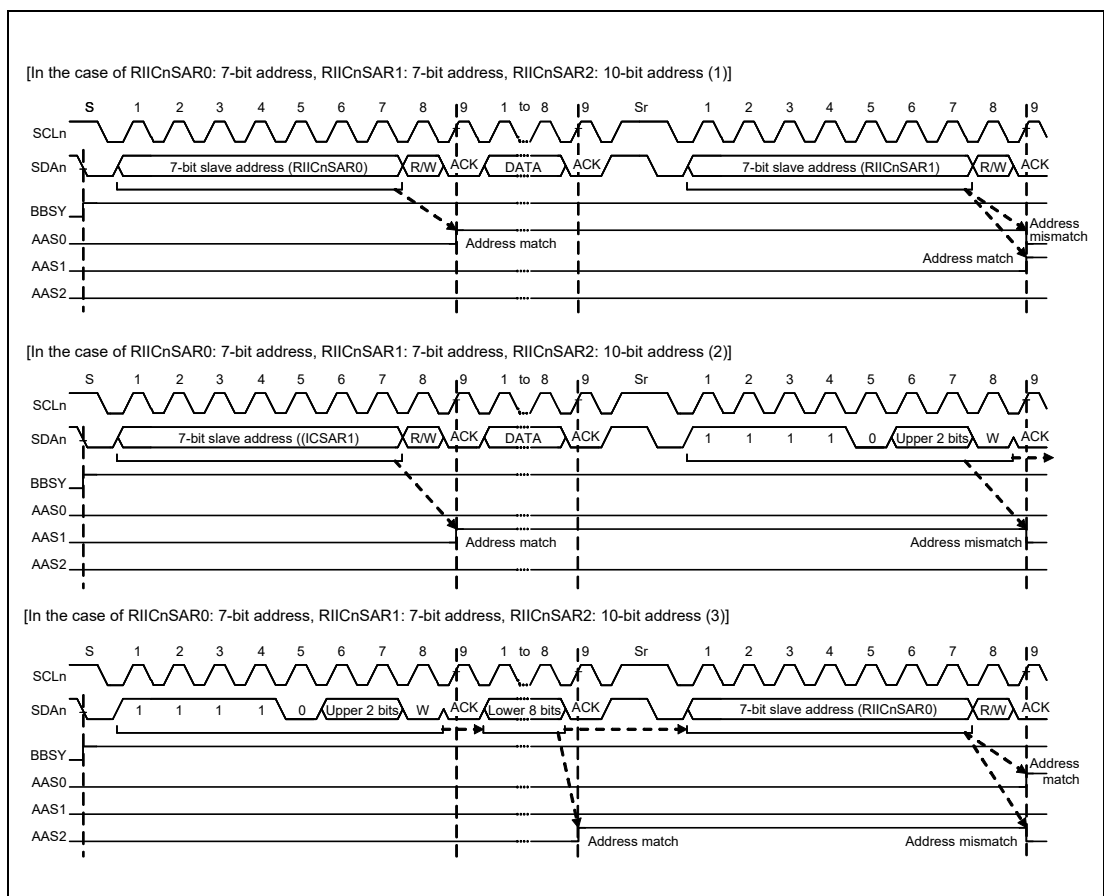 [In the case of RIICnSAR0: 7-bit address, RIICnSAR1: 7-bit address, RIICnSAR2: 10-bit address (1)]
S 1 2 3 4 5 6 7 8 9 1 to 8 9 Sr 1 2 3 4 5 6 7 8 9
SCLn
SDAn 7-bit slave address (RIICnSAR0) R/W ACK DATA ACK 7-bit slave address (RIICnSAR1) R/W ACK
BBSY
Address
mismatch
AAS0 Address match
AAS1 Address match
AAS2
[In the case of RIICnSAR0: 7-bit address, RIICnSAR1: 7-bit address, RIICnSAR2: 10-bit address (2)]
S 1 2 3 4 5 6 7 8 9 1 to 8 9 Sr 1 2 3 4 5 6 7 8 9
SCLn
SDAn 7-bit slave address ((ICSAR1) R/W ACK DATA ACK 1 1 1 1 0 Upper 2 bits W ACK
BBSY
AAS0
AAS1 Address match Address mismatch
AAS2
[In the case of RIICnSAR0: 7-bit address, RIICnSAR1: 7-bit address, RIICnSAR2: 10-bit address (3)]
S 1 2 3 4 5 6 7 8 9 1 to 8 9 Sr 1 2 3 4 5 6 7 8 9
SCLn
SDAn 1 1 1 1 0 Upper 2 bits W ACK Lower 8 bits ACK 7-bit slave address (RIICnSAR0) R/W ACK
BBSY
Address
match
AAS0
AAS1
AAS2 Address match Address mismatch